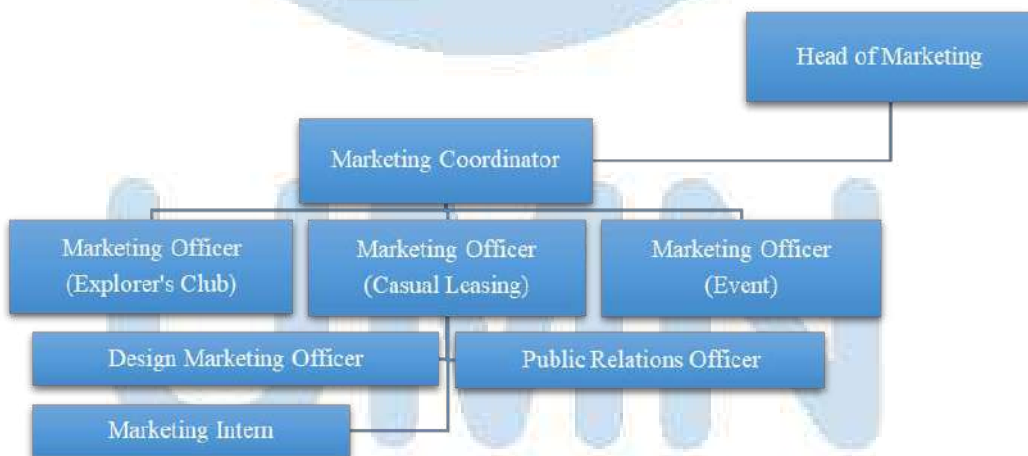 Head of Marketing
Marketing Coordinator
Marketing Officer
(Explorer's Club)
Marketing Officer
(Casual Leasing)
Marketing Officer
(Event)
Design Marketing Officer
Public Relations Officer
Marketing Intern
UMN